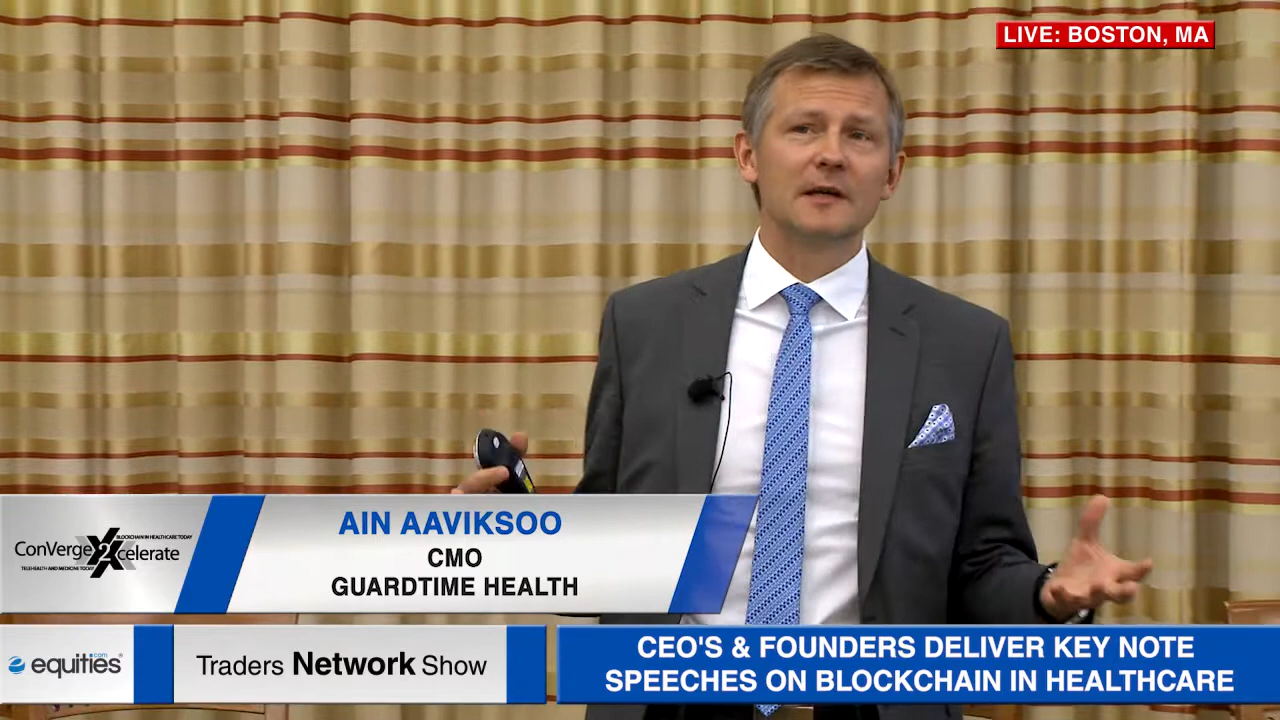 LIVE: BOSTON, MA
AIN AAVIKSOO
CMO
GUARDTIME HEALTH
BLOCKCHAIN IN HEALTHCARE TODAY
ConVerge2Xcelerate
TELEHEALTH AND MEDICINE TODAY
equities.com
Traders Network Show
CEO'S & FOUNDERS DELIVER KEY NOTE
SPEECHES ON BLOCKCHAIN IN HEALTHCARE